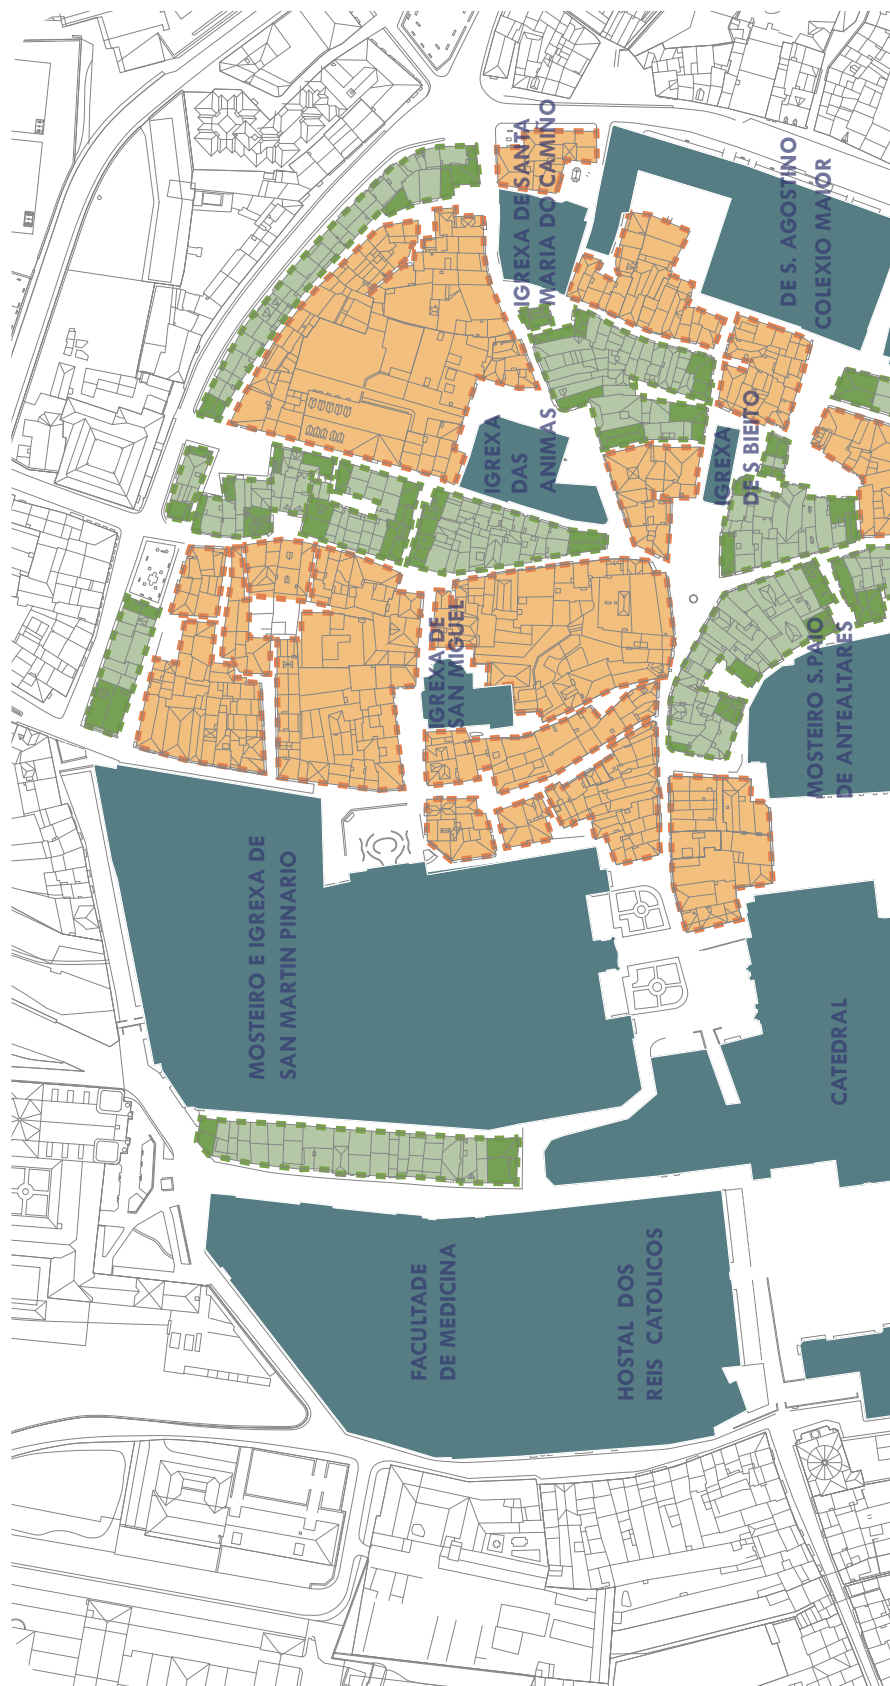 IGREXA DE SANTA
MARIA DO CAMIÑO
DE S. AGOSTINO
COLEXIO MAIOR
IGREXA
DAS
ANIMAS
IGREXA
DE S BIEITO
IGREXA DE
SAN MIGUEL
MOSTEIRO S.PAIO
DE ANTEALTARES
MOSTEIRO E IGREXA DE
SAN MARTIN PINARIO
CATEDRAL
FACULTADE
DE MEDICINA
HOSTAL DOS
REIS CATOLICOS